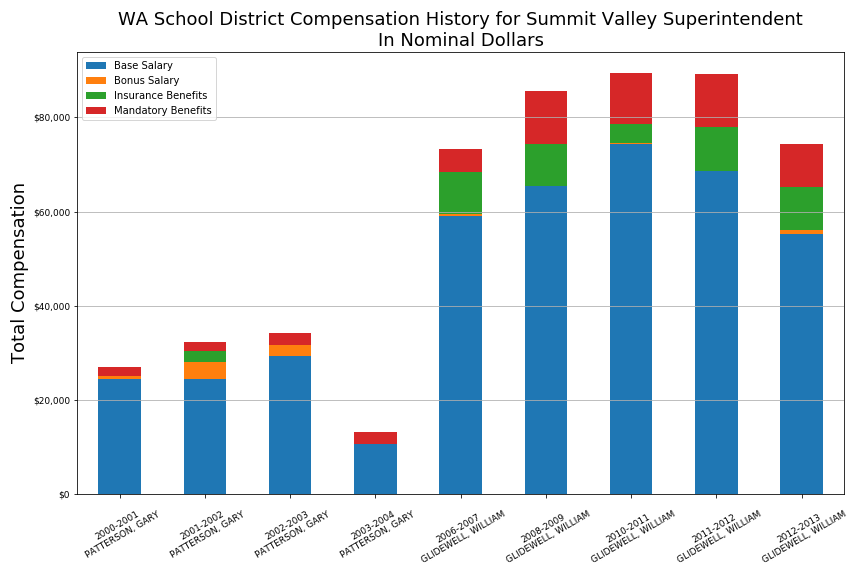 WA School District Compensation History for Summit Valley Superintendent
In Nominal Dollars
Base Salary
Bonus Salary
Insurance Benefits
Mandatory Benefits
Total Compensation
$80,000
$60,000
$40,000
$20,000
$0
2000-2001
PATTERSON, GARY
2001-2002
PATTERSON, GARY
2002-2003
PATTERSON, GARY
2003-2004
PATTERSON, GARY
2006-2007
GLIDEWELL, WILLIAM
2008-2009
GLIDEWELL, WILLIAM
2010-2011
GLIDEWELL, WILLIAM
2011-2012
GLIDEWELL, WILLIAM
2012-2013
GLIDEWELL, WILLIAM